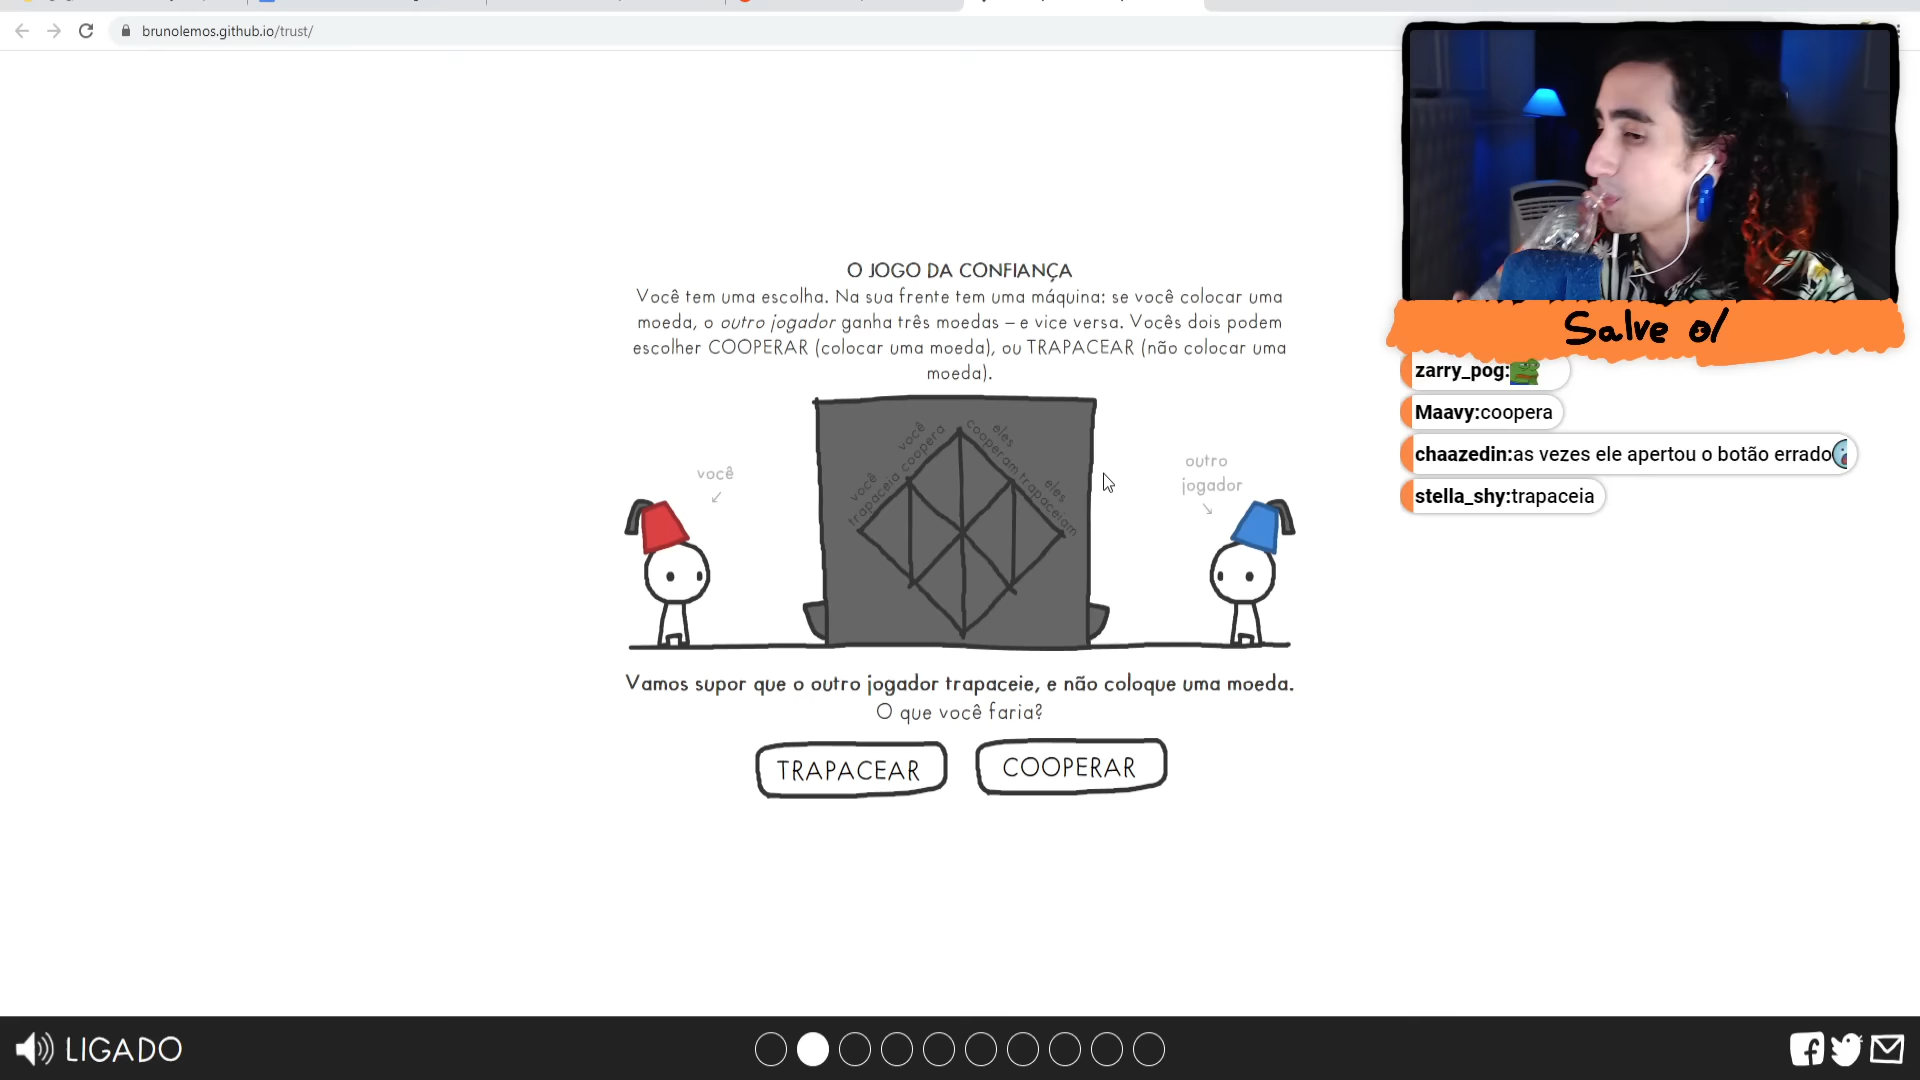 brunolemos.github.io/trust/
O JOGO DA CONFIANÇA
Você tem uma escolha. Na sua frente tem uma máquina: se você colocar uma
moeda, o outro jogador ganha três moedas – e vice versa. Vocês dois podem
escolher COOPERAR (colocar uma moeda), ou TRAPACEAR (não colocar uma
moeda).
você
coopera
eles
cooperam
você
trapaceia
eles
trapaceiam
você
outro
jogador
Vamos supor que o outro jogador trapaceie, e não coloque uma moeda.
O que você faria?
TRAPACEAR
COOPERAR
Salve o/
zarry_pog:
Maavy:coopera
chaazedin:as vezes ele apertou o botão errado
stella_shy:trapaceia
LIGADO